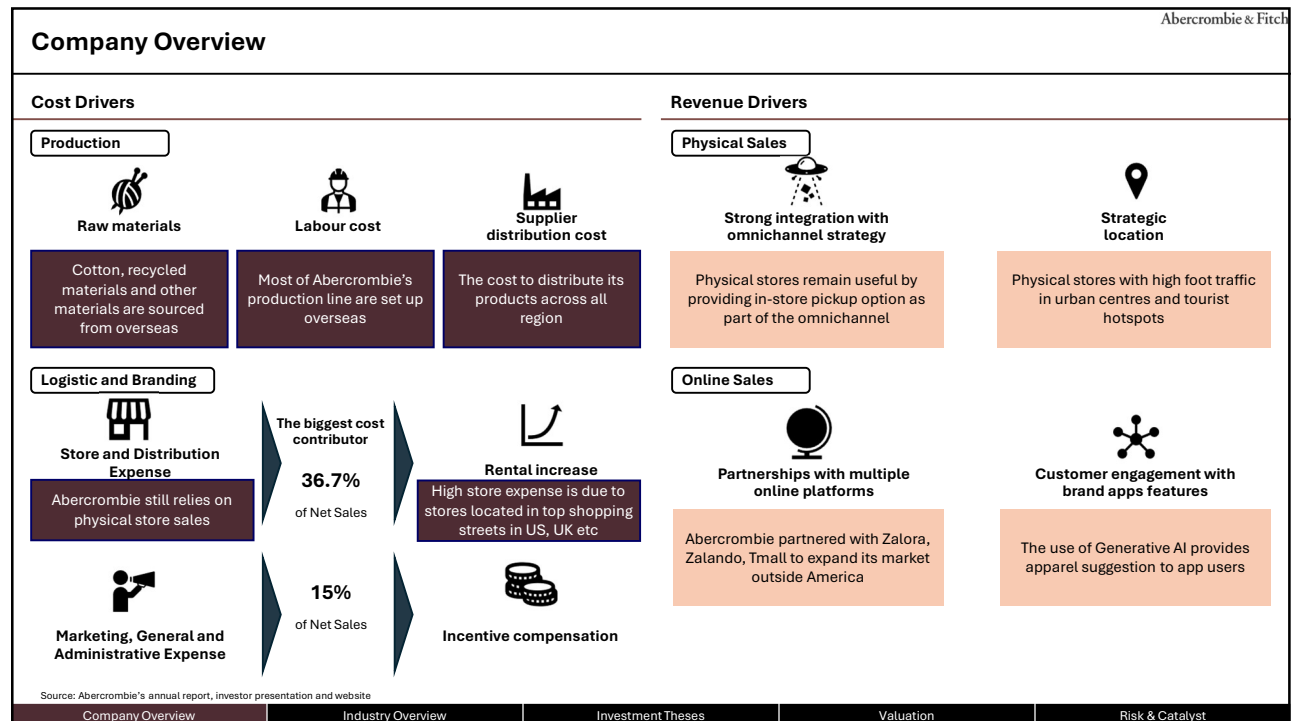 Abercrombie & Fitch
Company Overview
Cost Drivers
Production
Raw materials
Cotton, recycled
materials and other
materials are sourced
from overseas
Labour cost
Most of Abercrombie's
production line are set up
overseas
Supplier
distribution cost
The cost to distribute its
products across all
region
Logistic and Branding
Store and Distribution
Expense
Abercrombie still relies on
physical store sales
The biggest cost
contributor
36.7%
of Net Sales
Rental increase
High store expense is due to
stores located in top shopping
streets in US, UK etc
Marketing, General and
Administrative Expense
15%
of Net Sales
Incentive compensation
Revenue Drivers
Physical Sales
Strong integration with
omnichannel strategy
Physical stores remain useful by
providing in-store pickup option as
part of the omnichannel
Strategic
location
Physical stores with high foot traffic
in urban centres and tourist
hotspots
Online Sales
Partnerships with multiple
online platforms
Abercrombie partnered with Zalora,
Zalando, Tmall to expand its market
outside America
Customer engagement with
brand apps features
The use of Generative AI provides
apparel suggestion to app users
Source: Abercrombie's annual report, investor presentation and website
Company Overview
Industry Overview
Investment Theses
Valuation
Risk & Catalyst